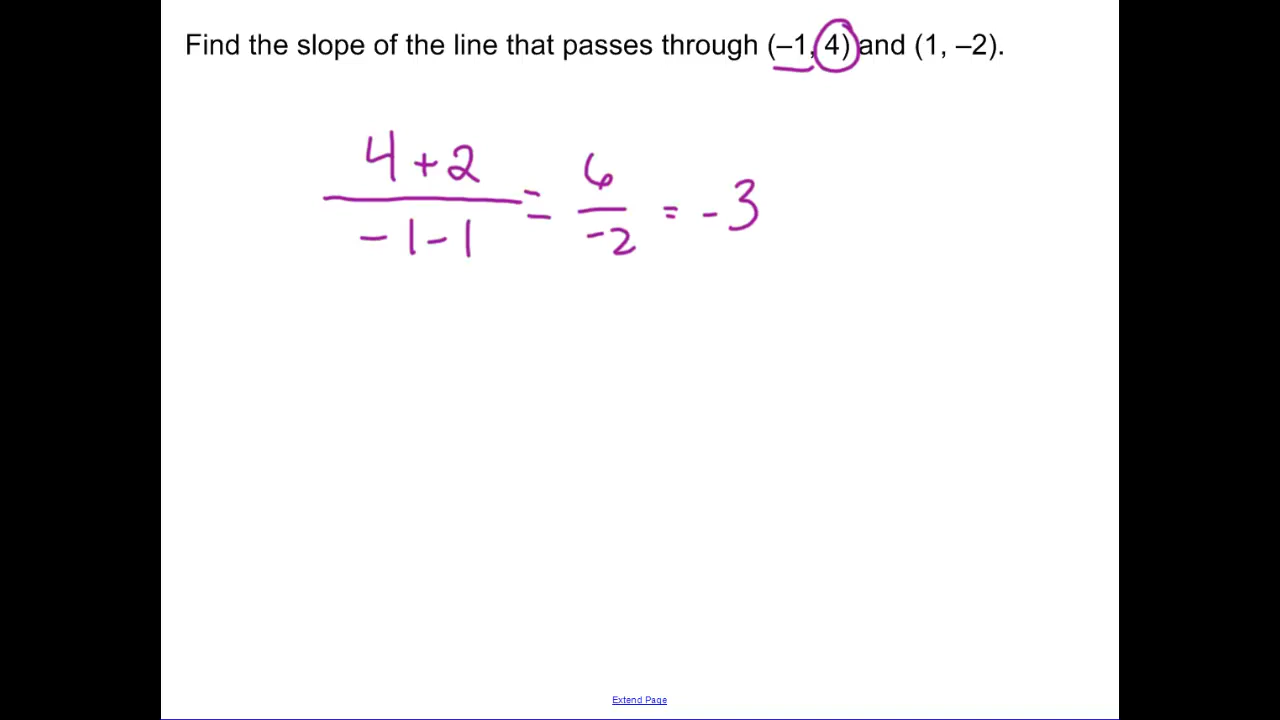 Find the slope of the line that passes through (–1, 4) and (1, –2).
4 + 2 / -1 - 1 = 6 / -2 = -3
Extend Page